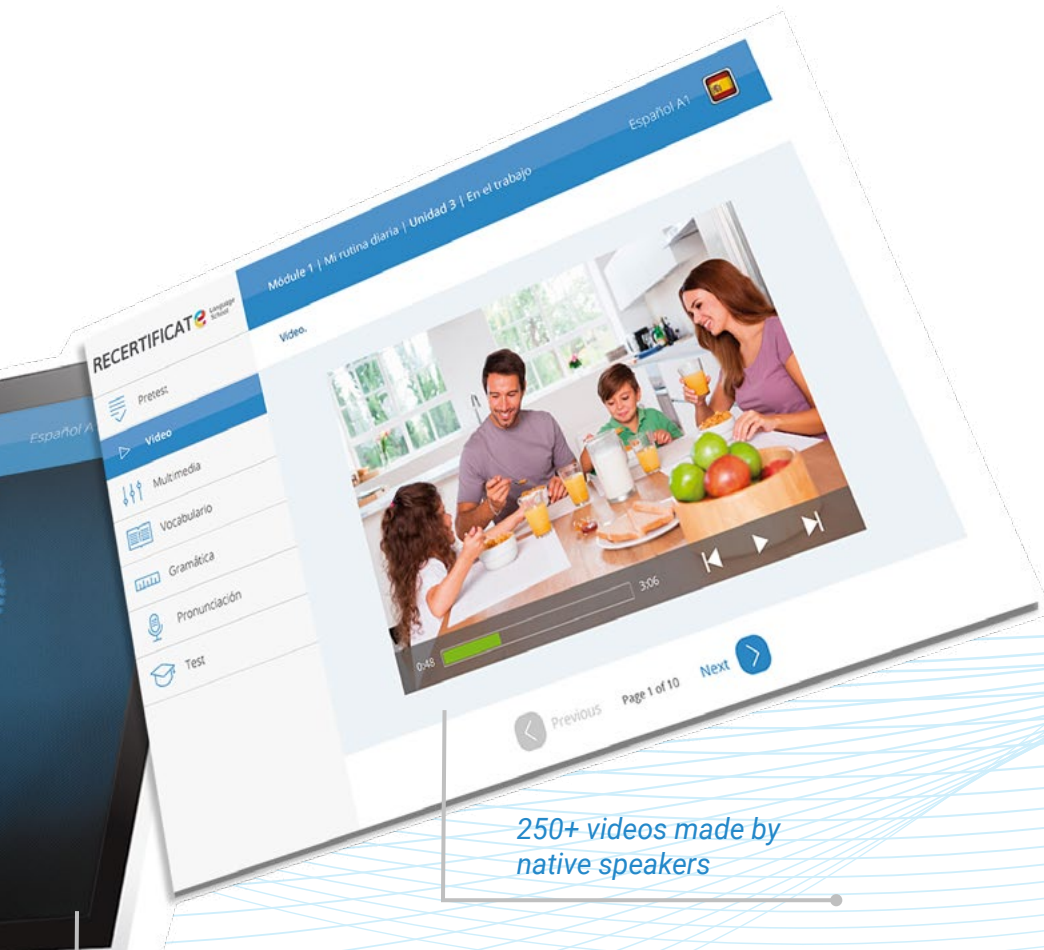 Español A1
Módule 1 | Mi rutina diaria | Unidad 3 | En el trabajo
RECERTIFICATe Language School
Video.
Pretest
Video
Multimedia
Vocabulario
Gramática
Pronunciación
Test
0:48
3:06
Previous
Page 1 of 10
Next
Español A
250+ videos made by
native speakers